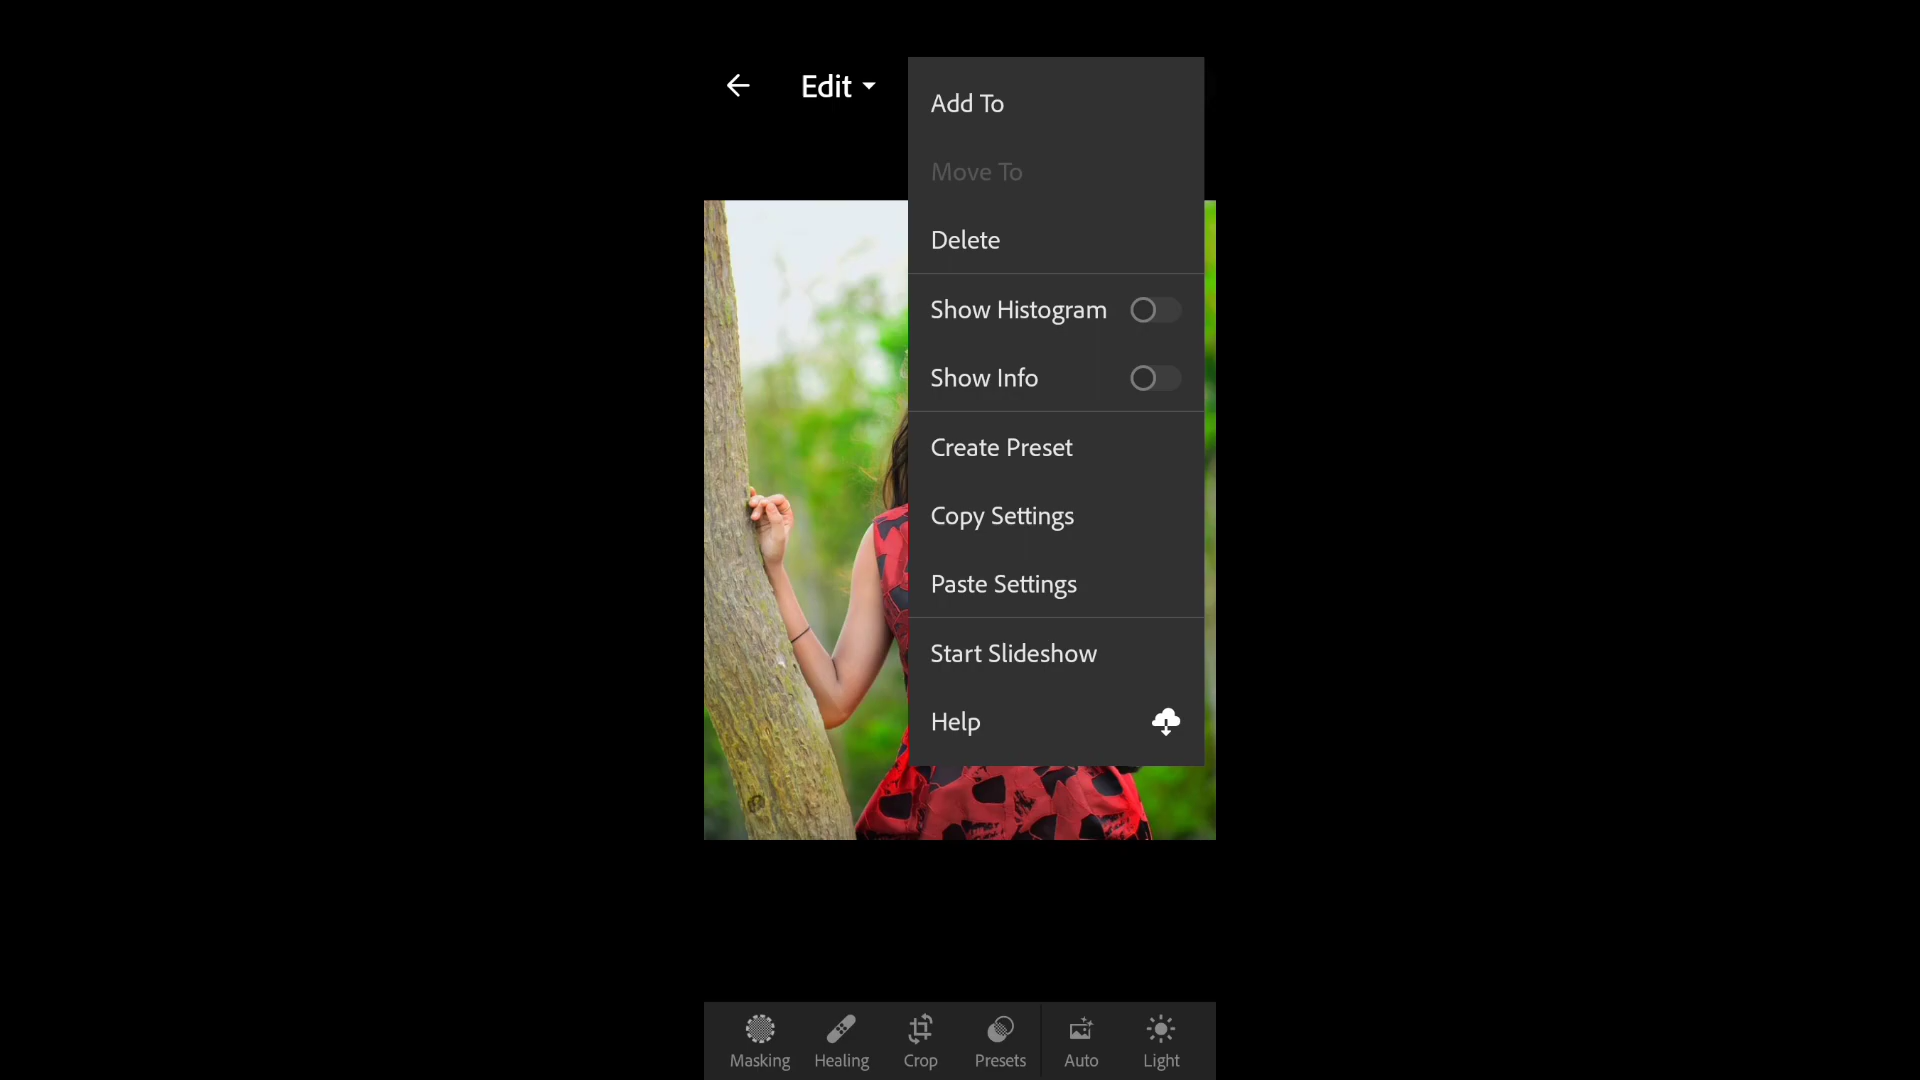 Edit
Add To
Move To
Delete
Show Histogram
Show Info
Create Preset
Copy Settings
Paste Settings
Start Slideshow
Help
Masking
Healing
Crop
Presets
Auto
Light